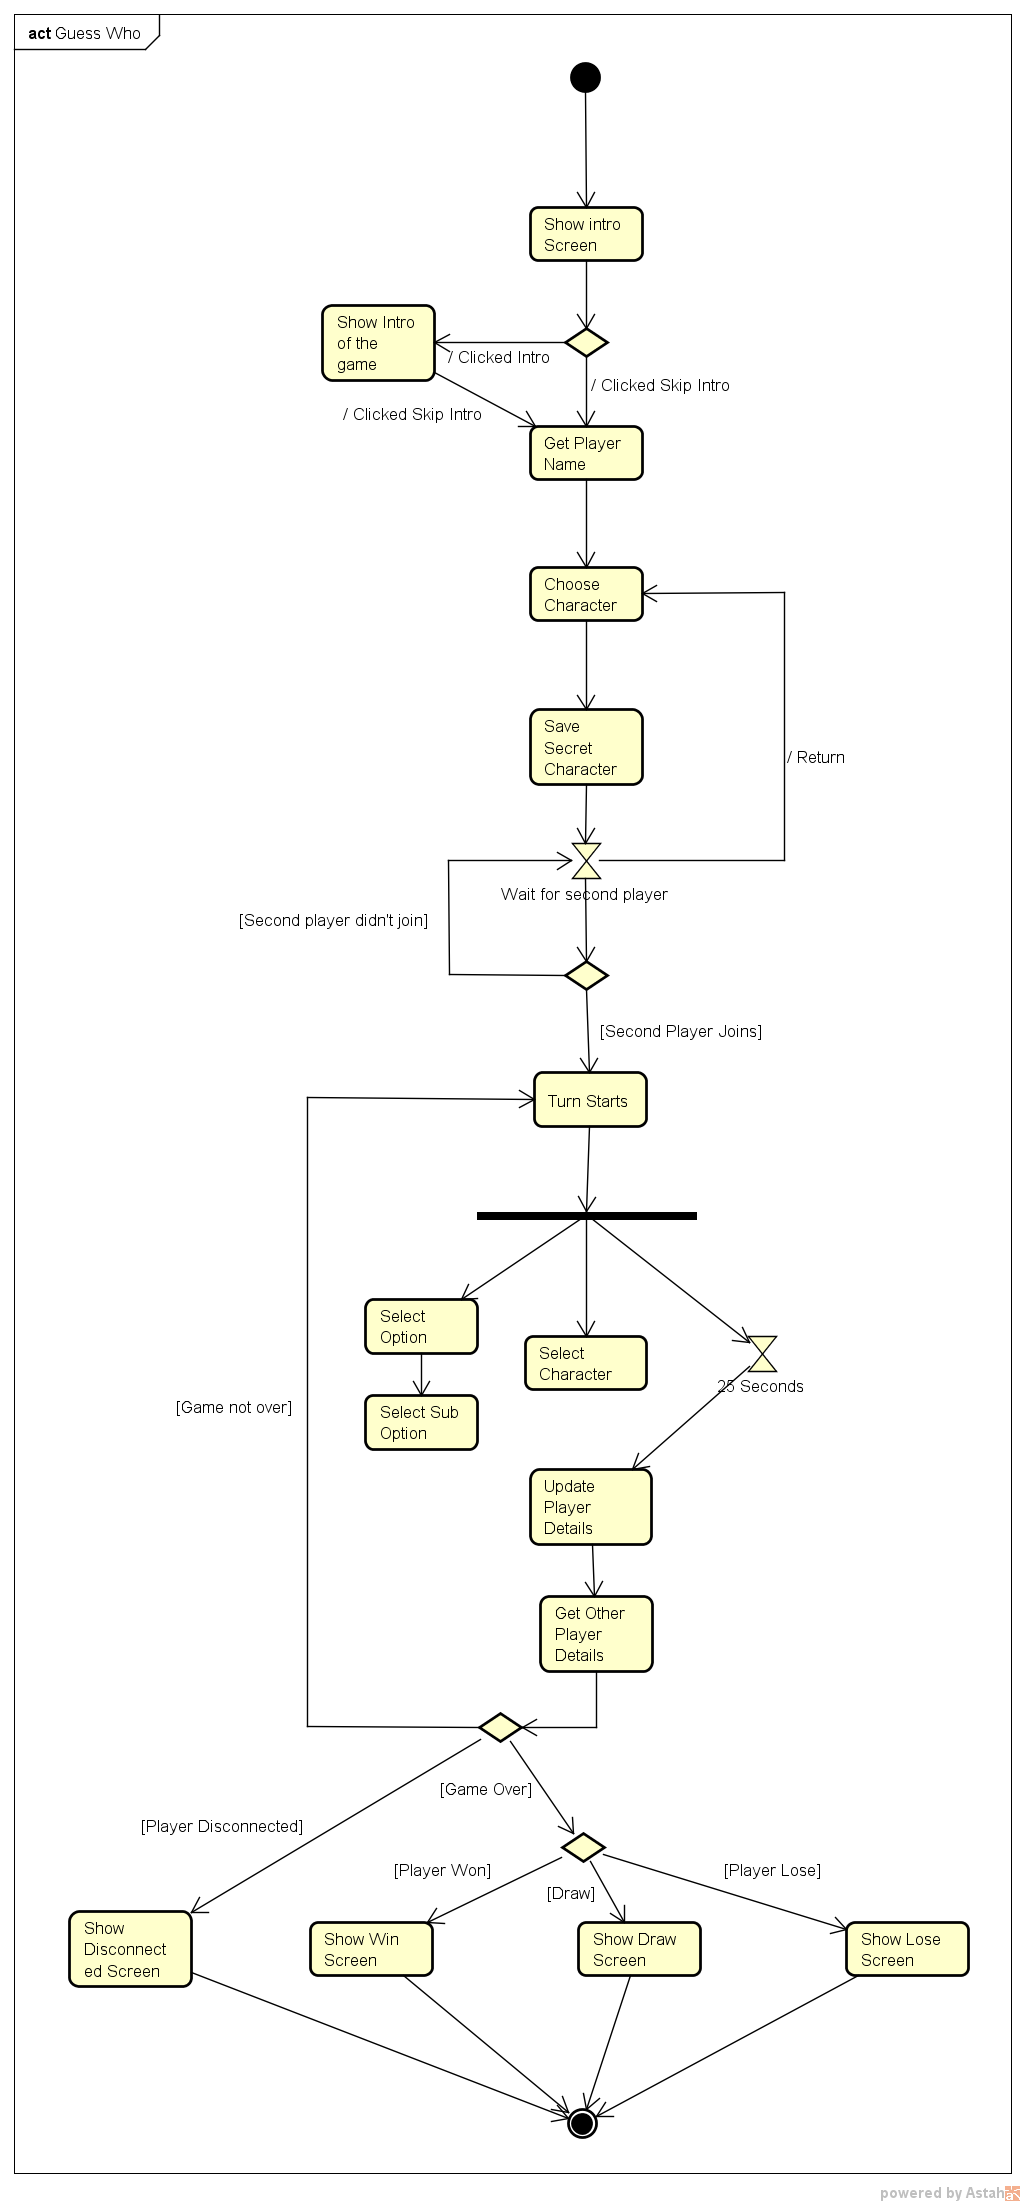 act Guess Who
Show intro
Screen
Show Intro
of the
game
/ Clicked Intro
/ Clicked Skip Intro
/ Clicked Skip Intro
Get Player
Name
Choose
Character
Save
Secret
Character
/ Return
Wait for second player
[Second player didn't join]
[Second Player Joins]
Turn Starts
Select
Option
Select
Character
25 Seconds
Select Sub
Option
[Game not over]
Update
Player
Details
Get Other
Player
Details
[Game Over]
[Player Disconnected]
[Player Won]
[Draw]
[Player Lose]
Show
Disconnect
ed Screen
Show Win
Screen
Show Draw
Screen
Show Lose
Screen
powered by Astah